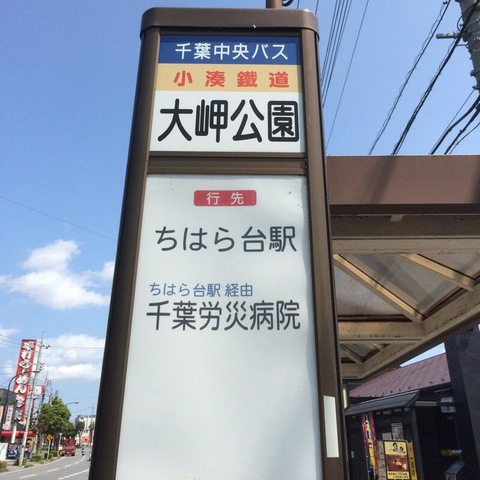 千葉中央バス
小湊鐵道
大岬公園
行先
ちはら台駅
ちはら台駅 経由
千葉労災病院